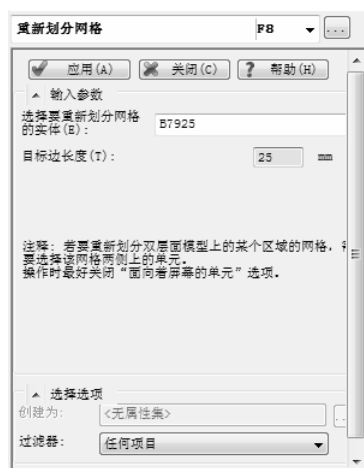 重新划分网格 F8 ...
应用(A) 关闭(C) ? 帮助(H)
输入参数
选择要重新划分网格
的实体(E): B7925
目标边长度(T): 25 mm
注释: 若要重新划分双层面模型上的某个区域的网格,
要选择该网格两侧上的单元。
操作时最好关闭“面向着屏幕的单元”选项。
选择选项
创建为: <无属性集>
过滤器: 任何项目